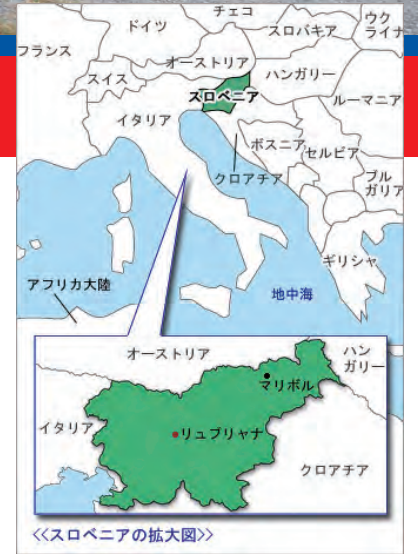 チェコ
ウク
ライナ
ドイツ
スロバキア
フランス
オーストリア
スイス
ハンガリー
スロベニア
ルーマニア
イタリア
ボスニア
セルビア
クロアチア
ブル
ガリア
ギリシャ
アフリカ大陸
地中海
オーストリア
ハン
ガリー
マリボル
イタリア
リュブリャナ
クロアチア
≪スロベニアの拡大図≫